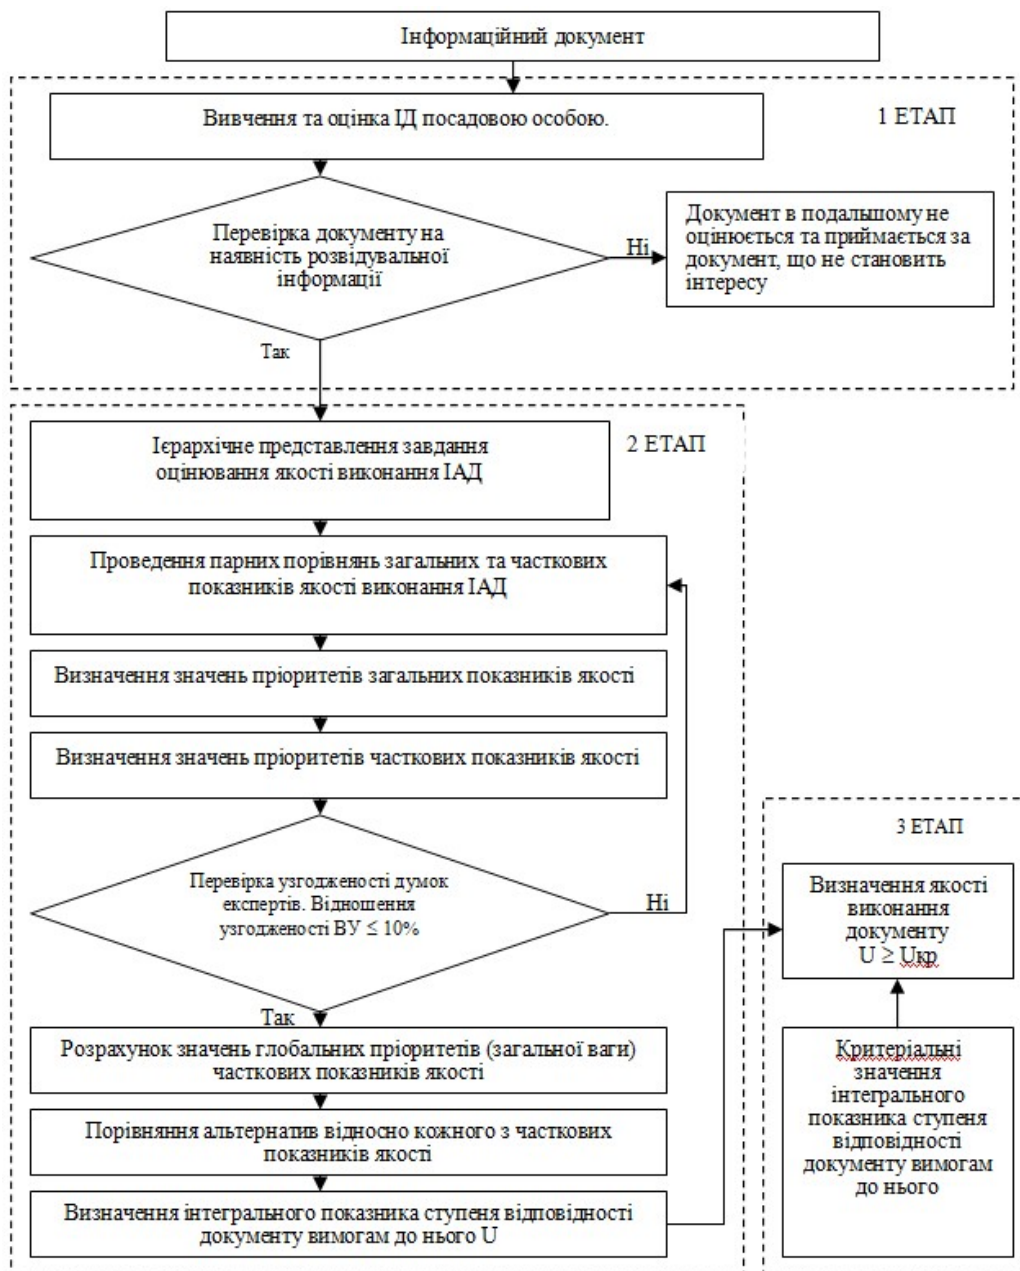 Інформаційний документ
Вивчення та оцінка ІД посадовою особою.
1 ЕТАП
Перевірка документу на
наявність розвідувальної
інформації
Ні
Документ в подальшому не
оцінюється та приймається за
документ, що не становить
інтересу
Так
Ієрархічне представлення завдання
оцінювання якості виконання ІАД
2 ЕТАП
Проведення парних порівнянь загальних та часткових
показників якості виконання ІАД
Визначення значень пріоритетів загальних показників якості
Визначення значень пріоритетів часткових показників якості
Перевірка узгодженості думок
експертів. Відношення
узгодженості ВУ ≤ 10%
Ні
Так
Розрахунок значень глобальних пріоритетів (загальної ваги)
часткових показників якості
Порівняння альтернатив відносно кожного з часткових
показників якості
Визначення інтегрального показника ступеня відповідності
документу вимогам до нього U
3 ЕТАП
Визначення якості
виконання
документу
U ≥ Uкр
Критеріальні
значення
інтегрального
показника ступеня
відповідності
документу вимогам
до нього